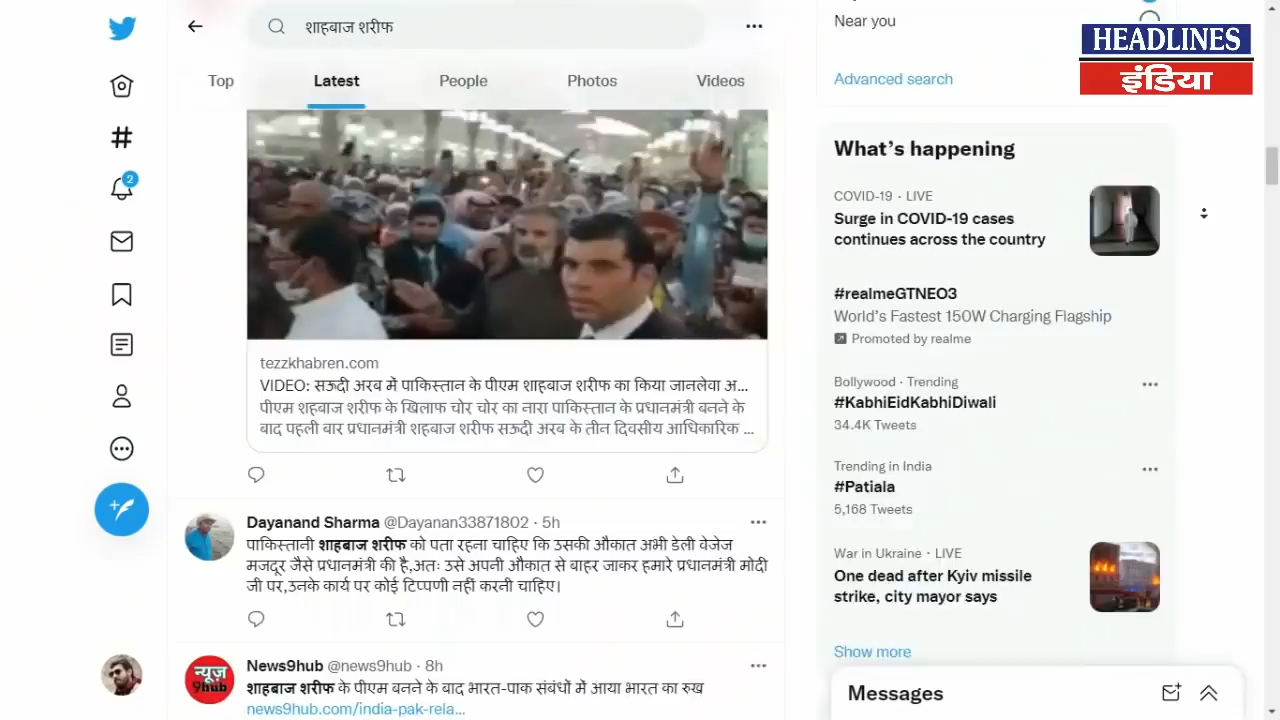 शाहबाज शरीफ
Top
Latest
People
Photos
Videos
tezzkhabren.com
VIDEO: सऊदी अरब में पाकिस्तान के पीएम शाहबाज शरीफ का किया जानलेवा अ...
पीएम शहबाज शरीफ के खिलाफ चोर चोर का नारा पाकिस्तान के प्रधानमंत्री बनने के
बाद पहली बार प्रधानमंत्री शहबाज शरीफ सऊदी अरब के तीन दिवसीय आधिकारिक ...
Dayanand Sharma @Dayanan33871802 · 5h
पाकिस्तानी शाहबाज शरीफ को पता रहना चाहिए कि उसकी औकात अभी डेली वेजेज
मजदूर जैसे प्रधानमंत्री की है,अतः उसे अपनी औकात से बाहर जाकर हमारे प्रधानमंत्री मोदी
जी पर,उनके कार्य पर कोई टिप्पणी नहीं करनी चाहिए।
न्यूज़
9hub
News9hub @news9hub · 8h
शाहबाज शरीफ के पीएम बनने के बाद भारत-पाक संबंधों में आया भारत का रुख
news9hub.com/india-pak-rela...
2
Near you
Advanced search
HEADLINES
इंडिया
What's happening
COVID-19 · LIVE
Surge in COVID-19 cases
continues across the country
#realmeGTNEO3
World's Fastest 150W Charging Flagship
Promoted by realme
Bollywood · Trending
#KabhiEidKabhiDiwali
34.4K Tweets
Trending in India
#Patiala
5,168 Tweets
War in Ukraine · LIVE
One dead after Kyiv missile
strike, city mayor says
Show more
Messages